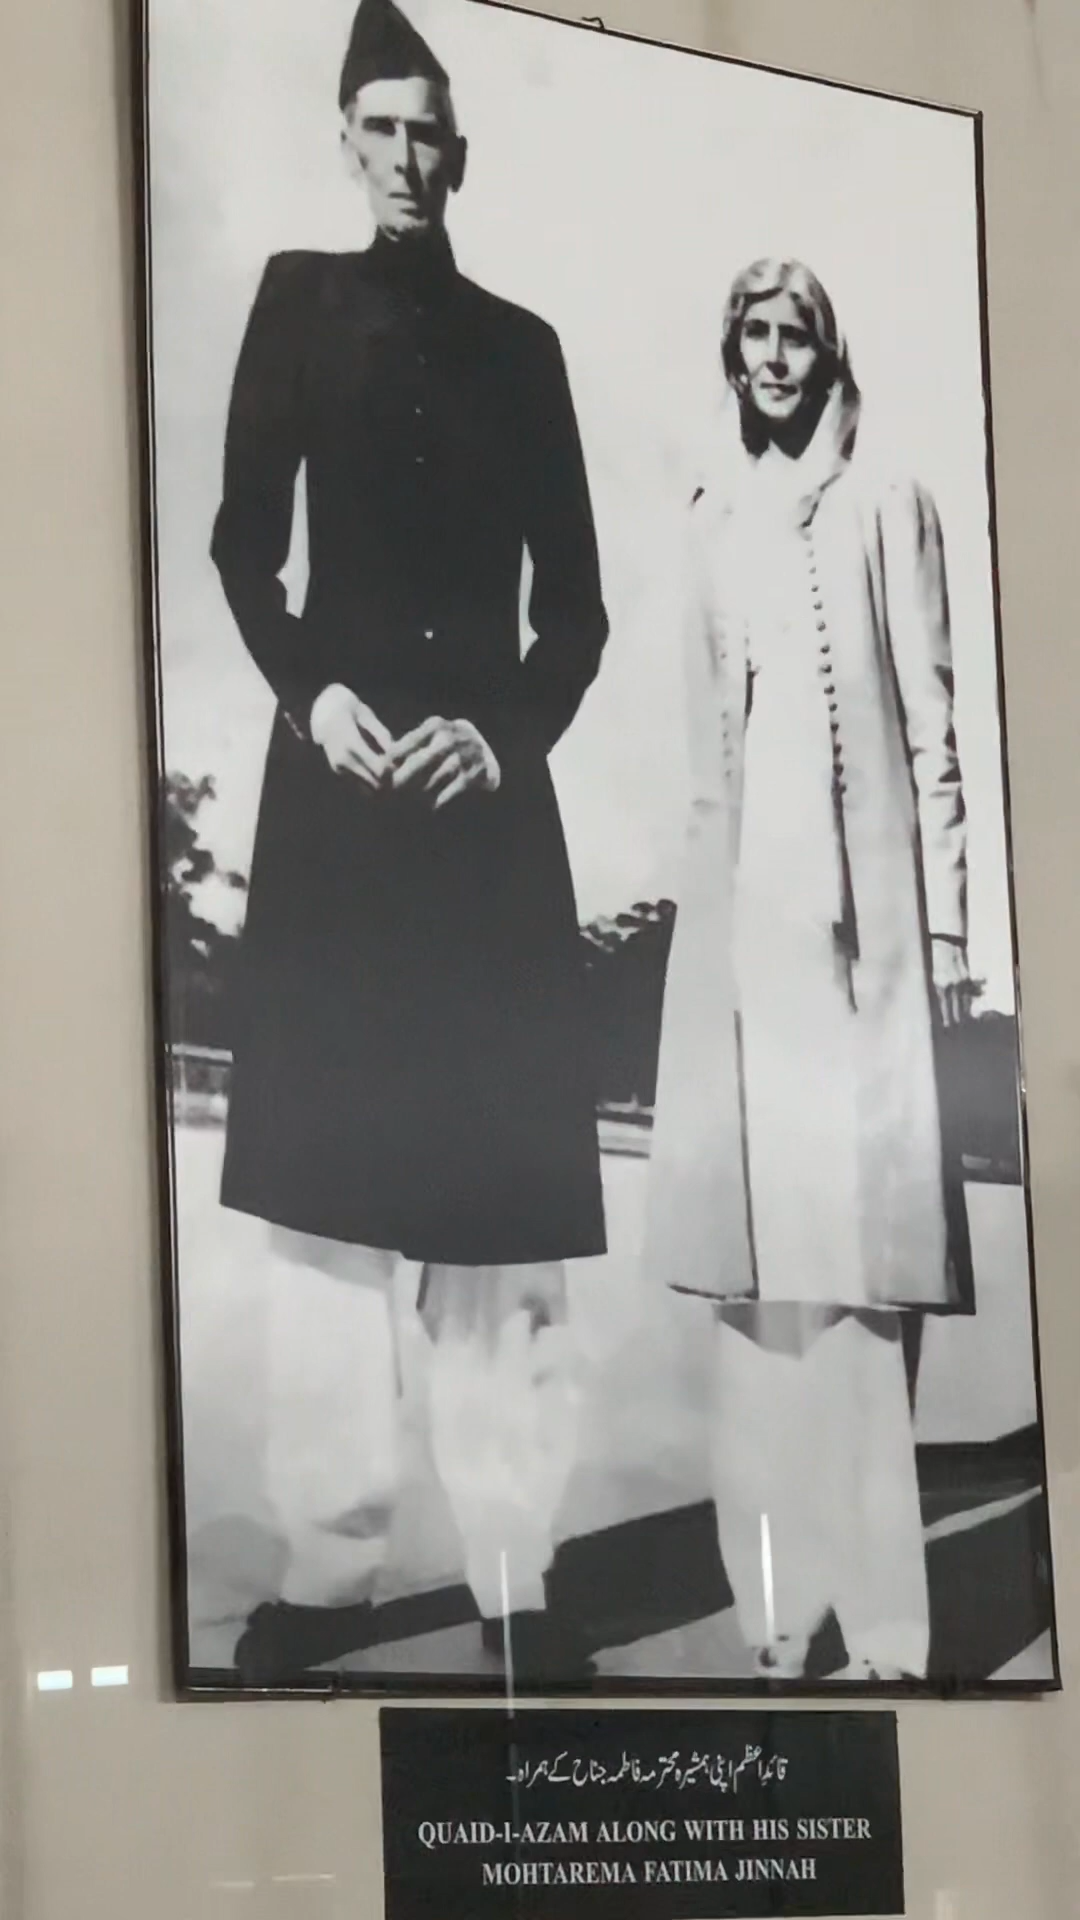 قائدِاعظم اپنی ہمشیرہ محترمہ فاطمہ جناح کے ہمراہ۔
QUAID-I-AZAM ALONG WITH HIS SISTER
MOHTAREMA FATIMA JINNAH